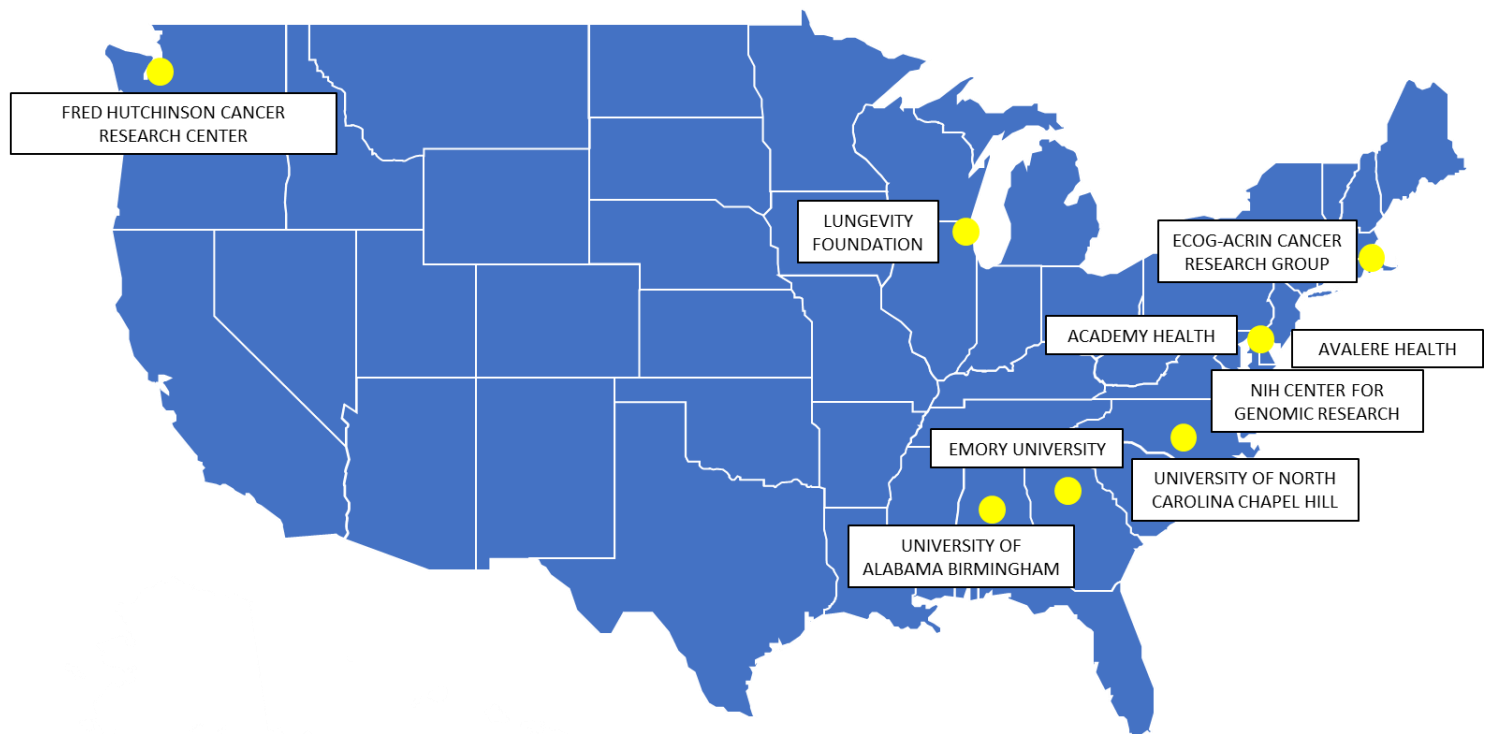 FRED HUTCHINSON CANCER
RESEARCH CENTER
LUNGEVITY
FOUNDATION
ECOG-ACRIN CANCER
RESEARCH GROUP
ACADEMY HEALTH
AVALERE HEALTH
NIH CENTER FOR
GENOMIC RESEARCH
EMORY UNIVERSITY
UNIVERSITY OF NORTH
CAROLINA CHAPEL HILL
UNIVERSITY OF
ALABAMA BIRMINGHAM